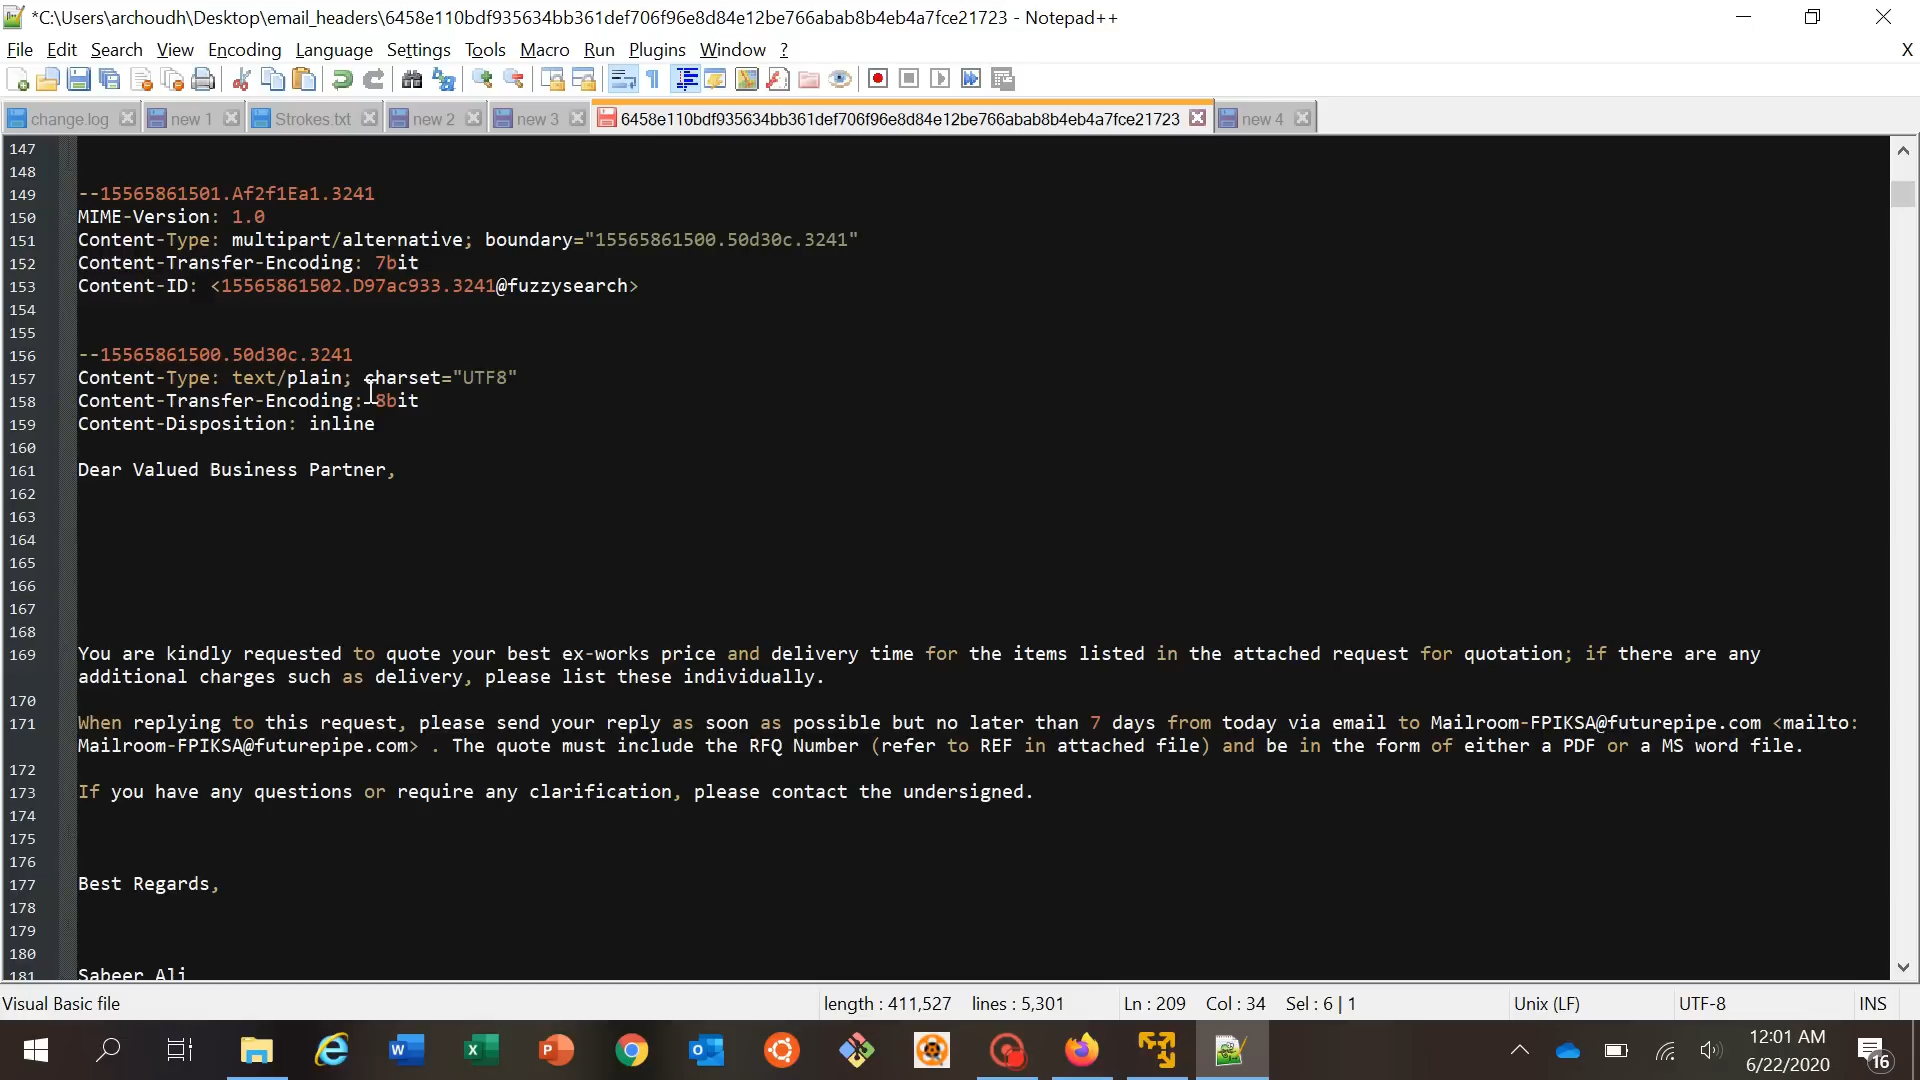 *C:\Users\archoudh\Desktop\email_headers\6458e110bdf935634bb361def706f96e8d84e12be766abab8b4eb4a7fce21723 - Notepad++
File Edit Search View Encoding Language Settings Tools Macro Run Plugins Window ? X
change.log new 1 Strokes.txt new 2 new 3 6458e110bdf935634bb361def706f96e8d84e12be766abab8b4eb4a7fce21723 new 4
147
148
149 --15565861501.Af2f1Ea1.3241
150 MIME-Version: 1.0
151 Content-Type: multipart/alternative; boundary="15565861500.50d30c.3241"
152 Content-Transfer-Encoding: 7bit
153 Content-ID: <15565861502.D97ac933.3241@fuzzysearch>
154
155
156 --15565861500.50d30c.3241
157 Content-Type: text/plain; charset="UTF8"
158 Content-Transfer-Encoding: 8bit
159 Content-Disposition: inline
160
161 Dear Valued Business Partner,
162
163
164
165
166
167
168
169 You are kindly requested to quote your best ex-works price and delivery time for the items listed in the attached request for quotation; if there are any
additional charges such as delivery, please list these individually.
170
171 When replying to this request, please send your reply as soon as possible but no later than 7 days from today via email to Mailroom-FPIKSA@futurepipe.com <mailto:
Mailroom-FPIKSA@futurepipe.com> . The quote must include the RFQ Number (refer to REF in attached file) and be in the form of either a PDF or a MS word file.
172
173 If you have any questions or require any clarification, please contact the undersigned.
174
175
176
177 Best Regards,
178
179
180
181 Sabeer Ali
Visual Basic file length : 411,527 lines : 5,301 Ln : 209 Col : 34 Sel : 6 | 1 Unix (LF) UTF-8 INS
12:01 AM
6/22/2020
16